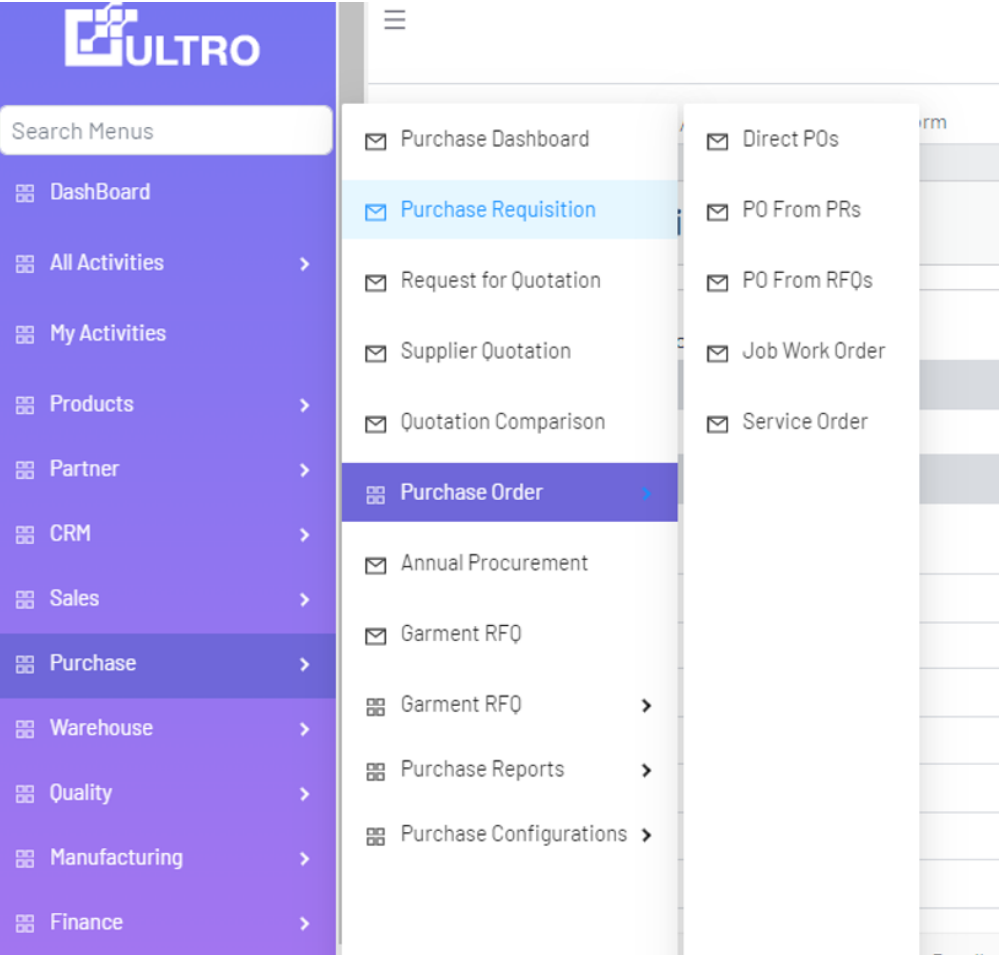 ULTRO
Search Menus
DashBoard
All Activities
My Activities
Products
Partner
CRM
Sales
Purchase
Warehouse
Quality
Manufacturing
Finance
Purchase Dashboard
Purchase Requisition
Request for Quotation
Supplier Quotation
Quotation Comparison
Purchase Order
Annual Procurement
Garment RFQ
Garment RFQ
Purchase Reports
Purchase Configurations
Direct POs
PO From PRs
PO From RFQs
Job Work Order
Service Order